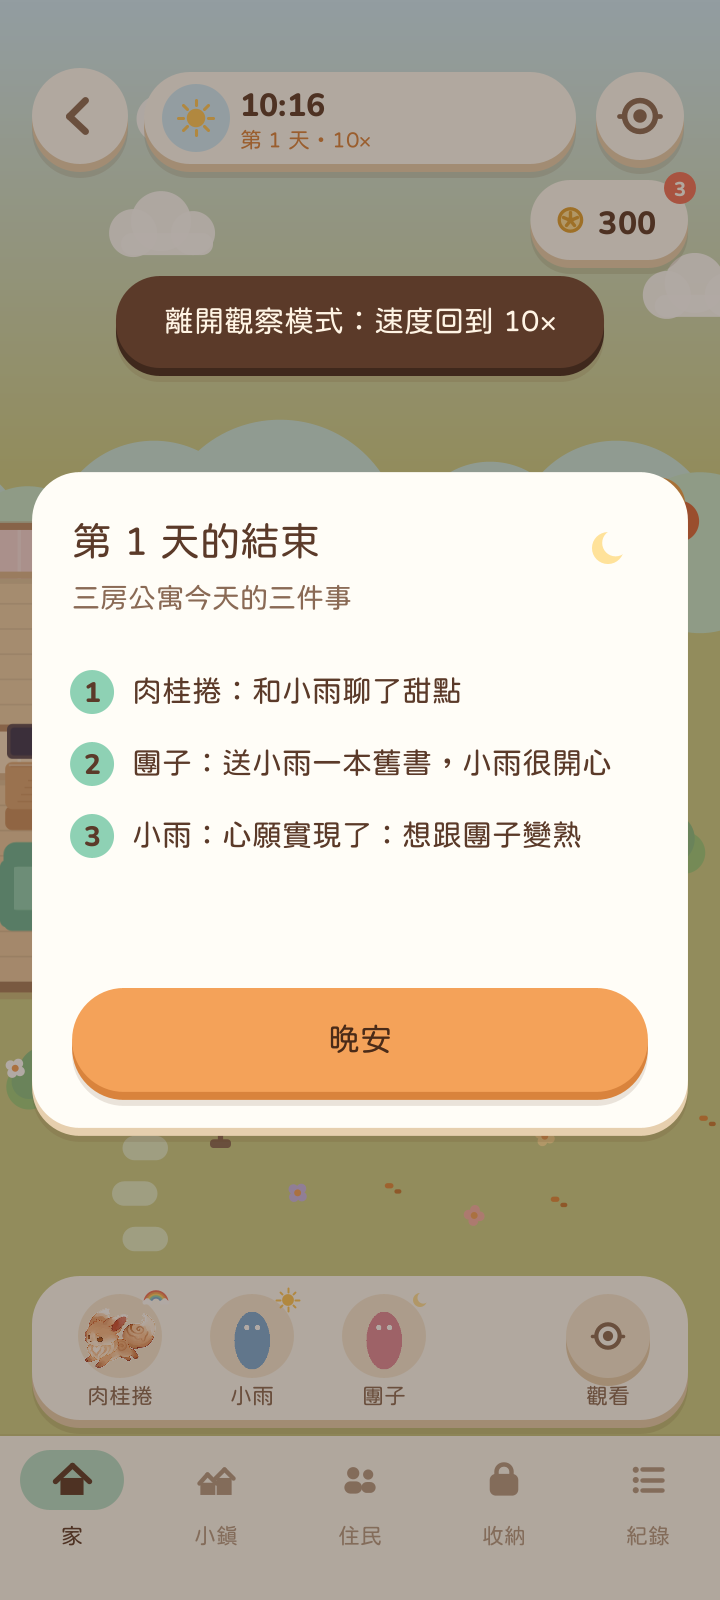 10:16
第 1 天・10×
3
300
離開觀察模式：速度回到 10×
第 1 天的結束
三房公寓今天的三件事
1 肉桂捲：和小雨聊了甜點
2 團子：送小雨一本舊書，小雨很開心
3 小雨：心願實現了：想跟團子變熟
晚安
肉桂捲
小雨
團子
觀看
家
小鎮
住民
收納
紀錄